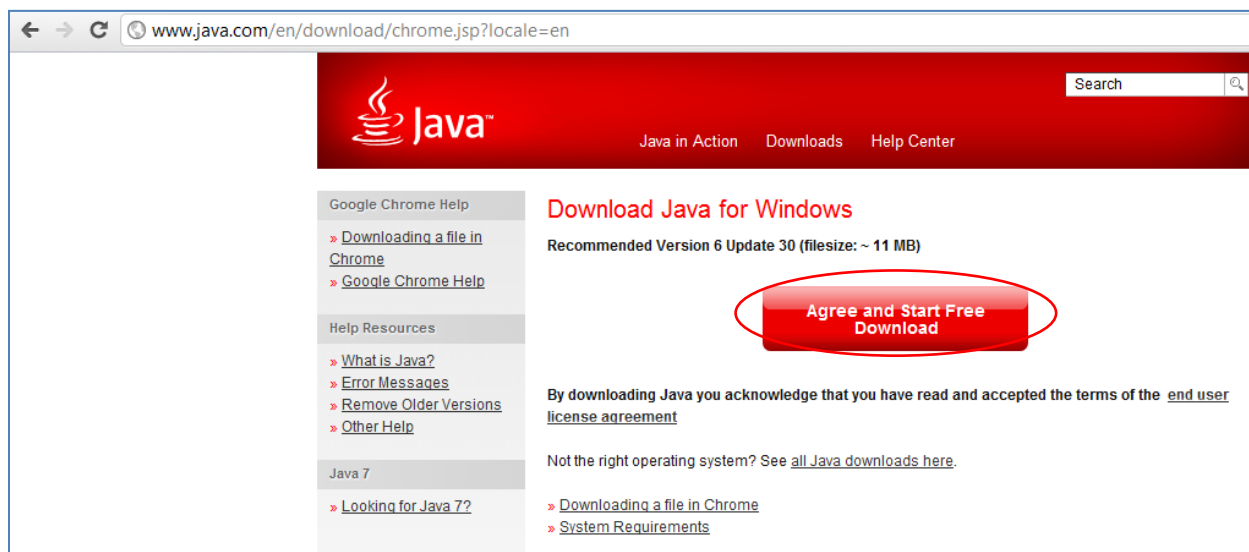 www.java.com/en/download/chrome.jsp?locale=en
Search
Java™
Java in Action Downloads Help Center
Google Chrome Help
» Downloading a file in
Chrome
» Google Chrome Help
Help Resources
» What is Java?
» Error Messages
» Remove Older Versions
» Other Help
Java 7
» Looking for Java 7?
Download Java for Windows
Recommended Version 6 Update 30 (filesize: ~ 11 MB)
Agree and Start Free
Download
By downloading Java you acknowledge that you have read and accepted the terms of the end user
license agreement
Not the right operating system? See all Java downloads here.
» Downloading a file in Chrome
» System Requirements